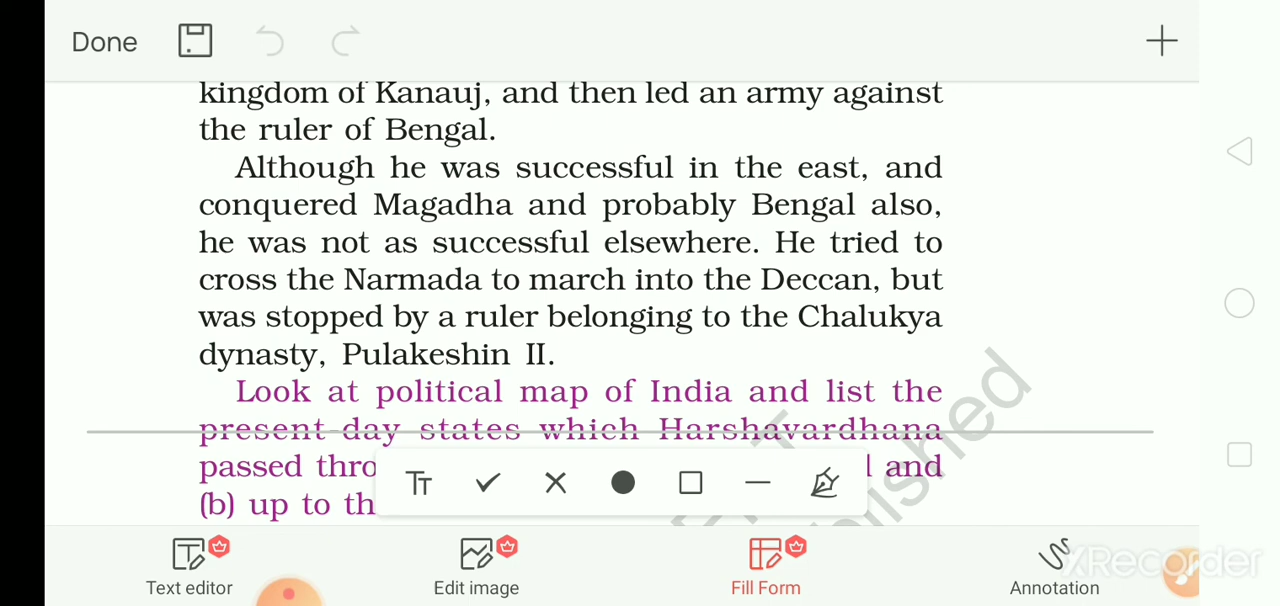 Done
kingdom of Kanauj, and then led an army against
the ruler of Bengal.
Although he was successful in the east, and
conquered Magadha and probably Bengal also,
he was not as successful elsewhere. He tried to
cross the Narmada to march into the Deccan, but
was stopped by a ruler belonging to the Chalukya
dynasty, Pulakeshin II.
Look at political map of India and list the
present-day states which Harshavardhana
passed and
(b) up to
Tт
Text editor
Edit image
Fill Form
Annotation
XRecorder